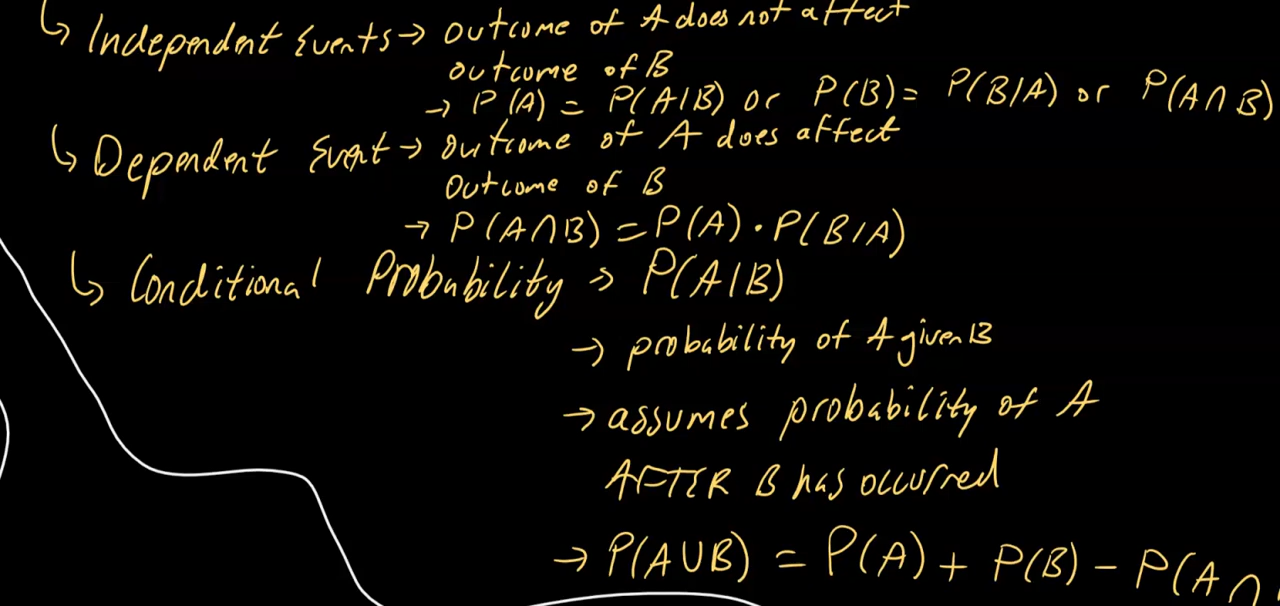 ↳ Independent Events → outcome of A does not affect
outcome of B
→ P(A) = P(A|B) or P(B) = P(B|A) or P(A∩B)
↳ Dependent Event → outcome of A does affect
outcome of B
→ P(A∩B) = P(A) · P(B|A)
↳ Conditional Probability → P(A|B)
→ probability of A given B
→ assumes probability of A
AFTER B has occurred
→ P(A∪B) = P(A) + P(B) - P(A∩